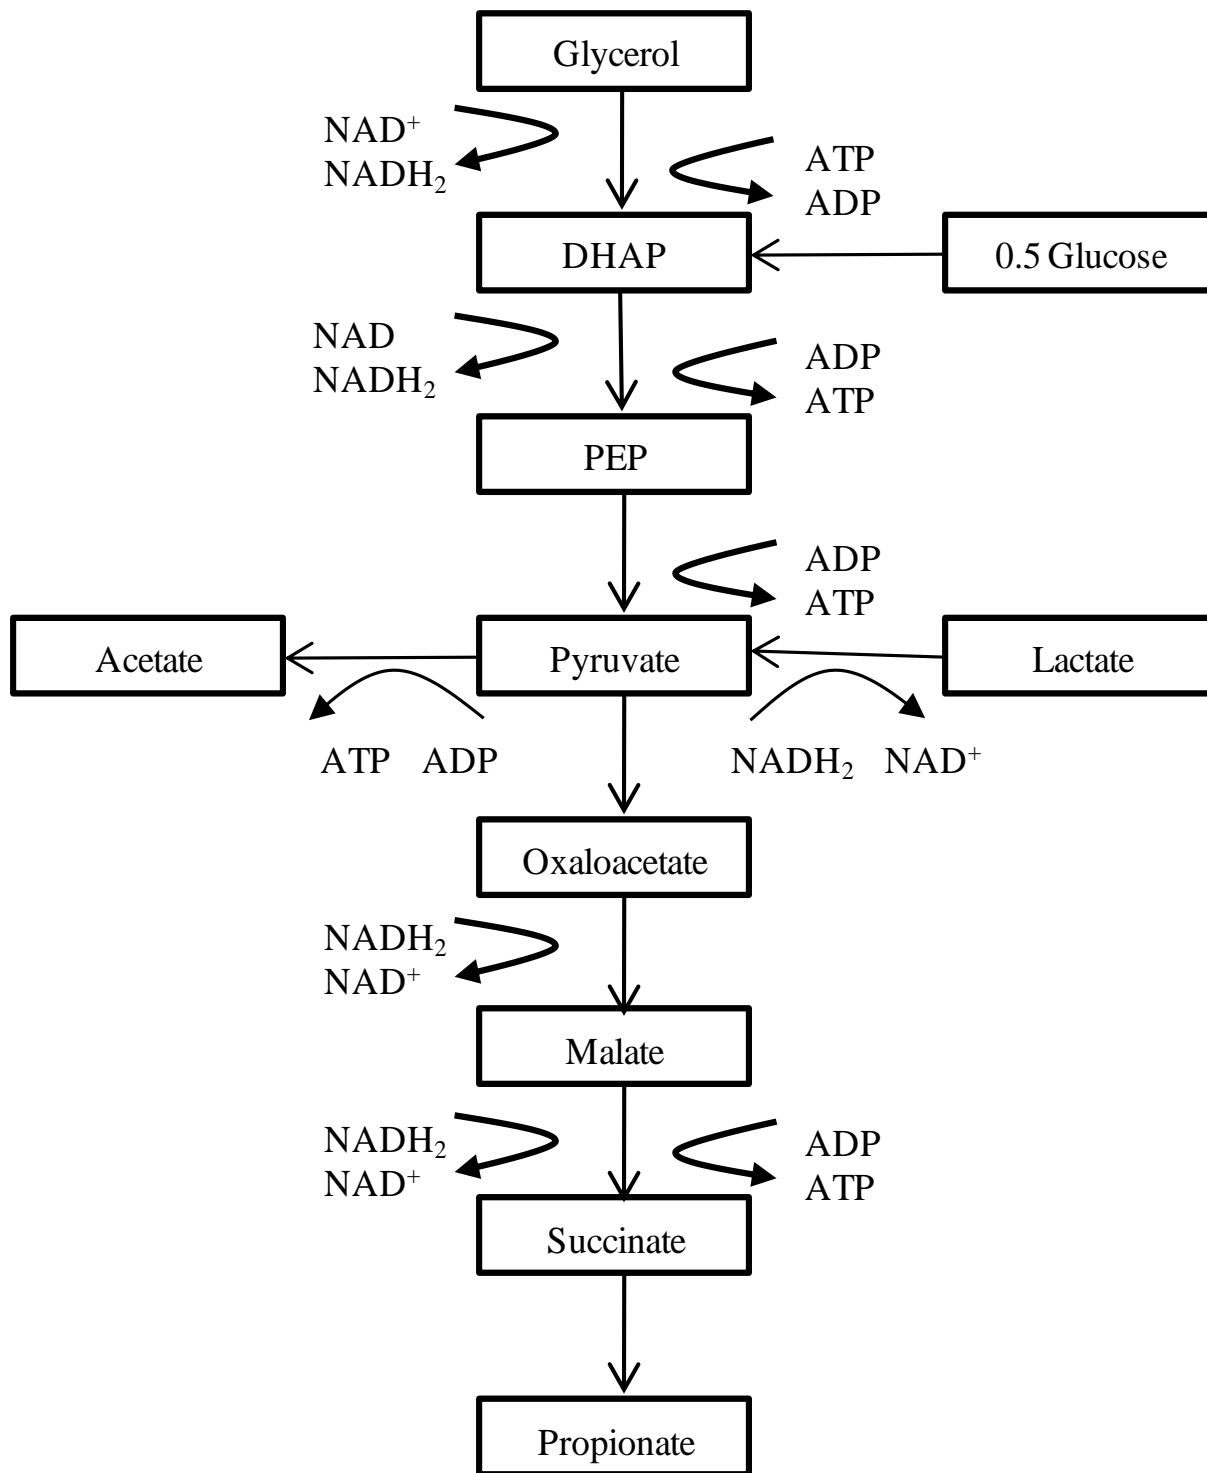 Glycerol
NAD⁺
NADH₂
ATP
ADP
DHAP
0.5 Glucose
NAD
NADH₂
ADP
ATP
PEP
ADP
ATP
Acetate
Pyruvate
Lactate
ATP ADP
NADH₂ NAD⁺
Oxaloacetate
NADH₂
NAD⁺
Malate
NADH₂
NAD⁺
ADP
ATP
Succinate
Propionate